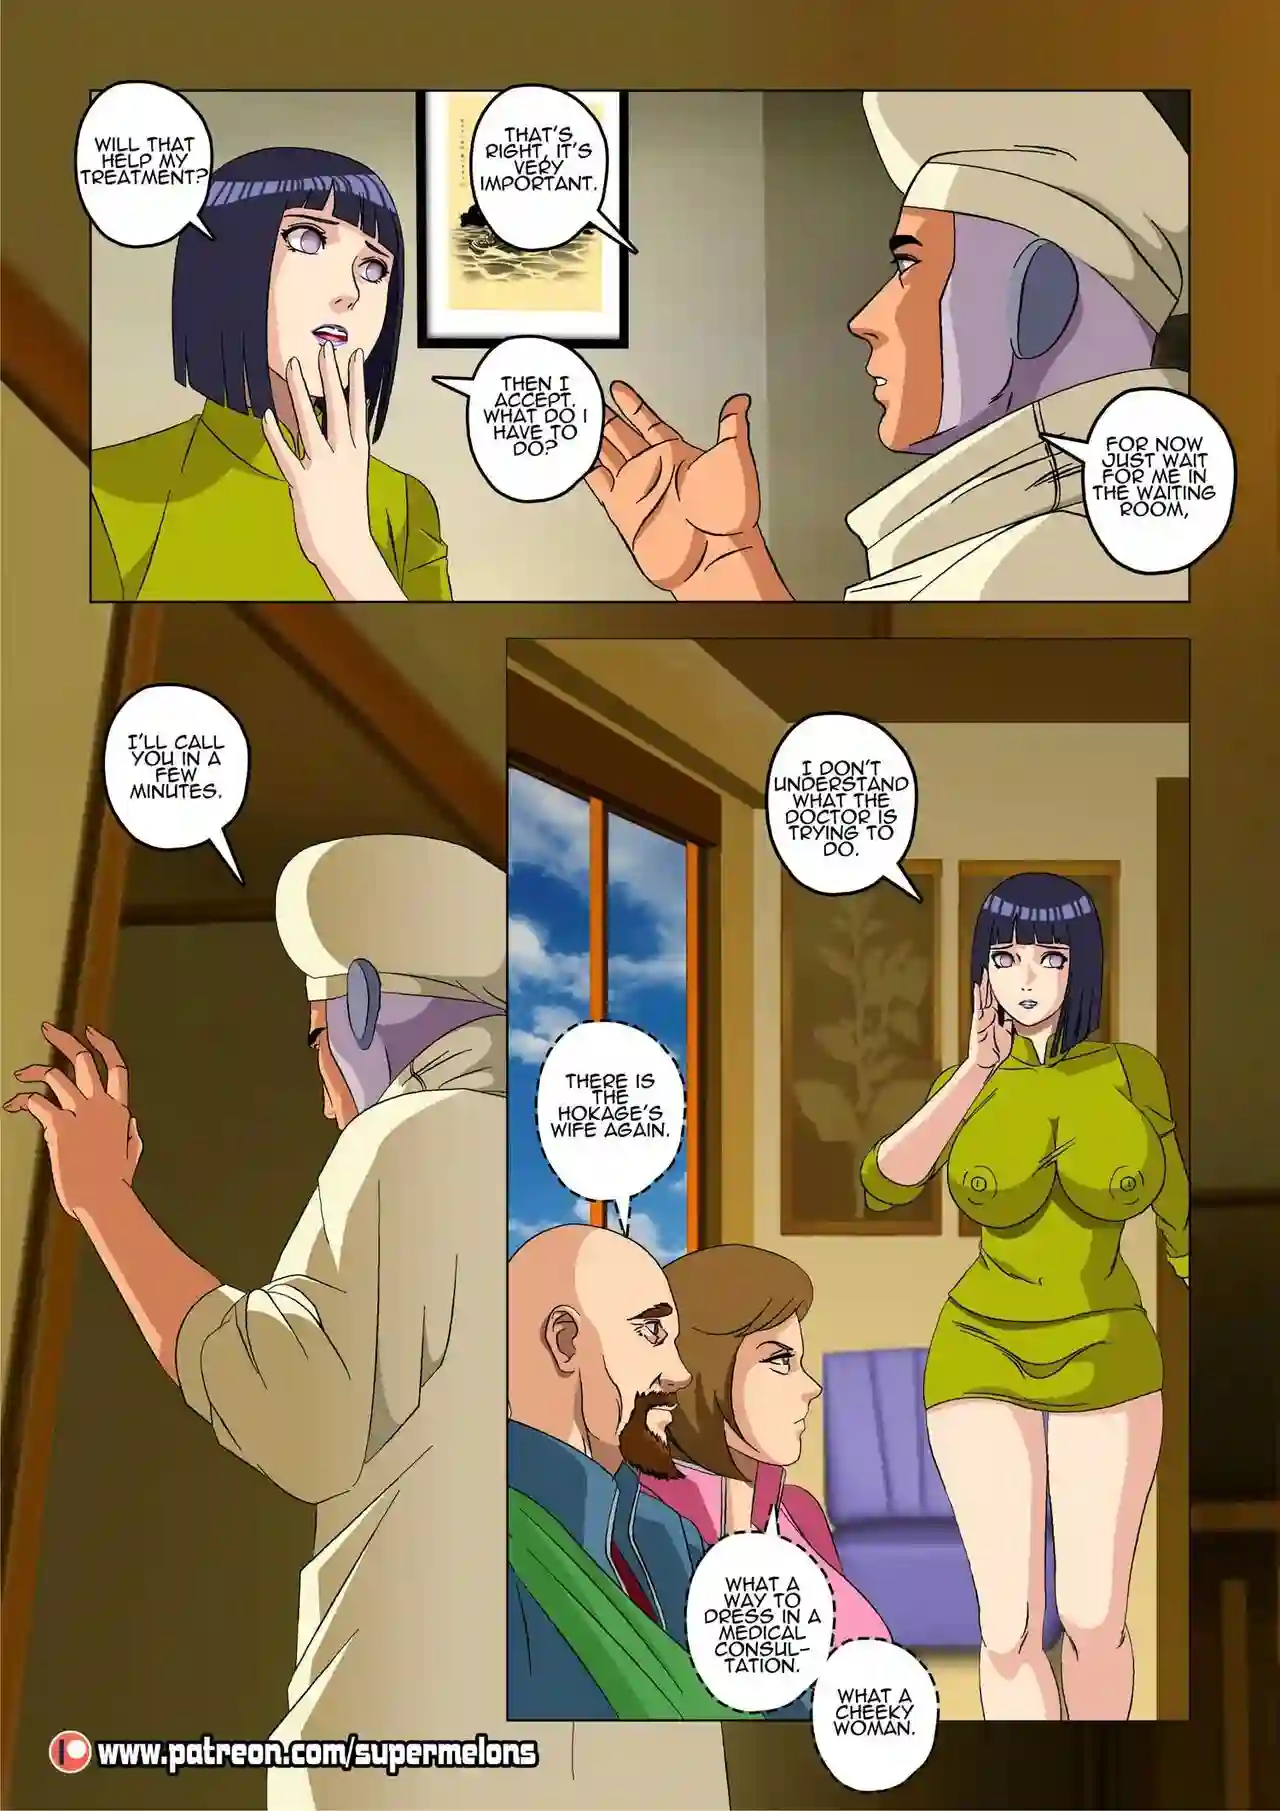 WILL THAT
HELP MY
TREATMENT?
THAT'S
RIGHT, IT'S
VERY
IMPORTANT.
THEN I
ACCEPT.
WHAT DO I
HAVE TO
DO?
FOR NOW
JUST WAIT
FOR ME IN
THE WAITING
ROOM,
I'LL CALL
YOU IN A
FEW
MINUTES.
I DON'T
UNDERSTAND
WHAT THE
DOCTOR IS
TRYING TO
DO.
THERE IS
THE
HOKAGE'S
WIFE AGAIN.
WHAT A
WAY TO
DRESS IN A
MEDICAL
CONSUL-
TATION.
WHAT A
CHEEKY
WOMAN.
www.patreon.com/supermelons